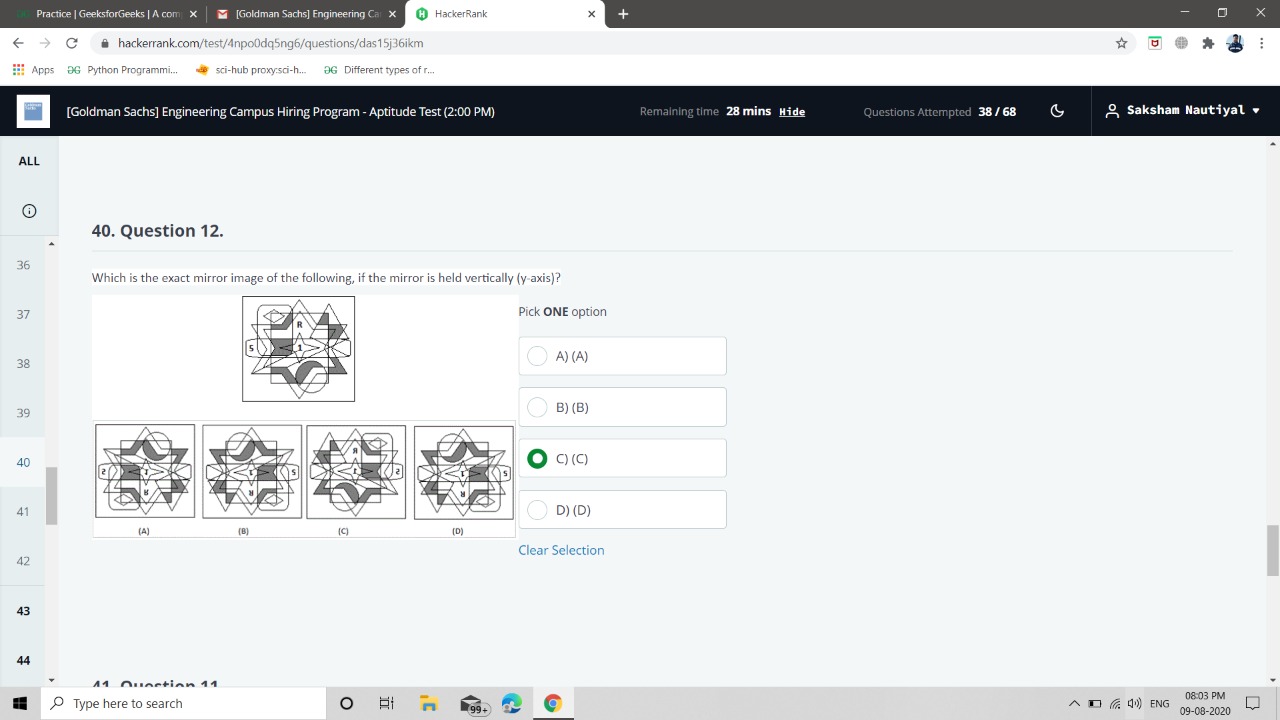 Practice | GeeksforGeeks | A com
[Goldman Sachs] Engineering Ca
HackerRank
hackerrank.com/test/4npo0dq5ng6/questions/das15j36ikm
Apps
Python Programmi...
sci-hub proxy:sci-h...
Different types of r...
[Goldman Sachs] Engineering Campus Hiring Program - Aptitude Test (2:00 PM)
Remaining time 28 mins Hide
Questions Attempted 38 / 68
Saksham Nautiyal
ALL
36
37
38
39
40
41
42
43
44
40. Question 12.
Which is the exact mirror image of the following, if the mirror is held vertically (y-axis)?
R
5
1
(A)
(B)
(C)
(D)
Pick ONE option
A) (A)
B) (B)
C) (C)
D) (D)
Clear Selection
41. Question 11
Type here to search
99+
ENG
08:03 PM
09-08-2020